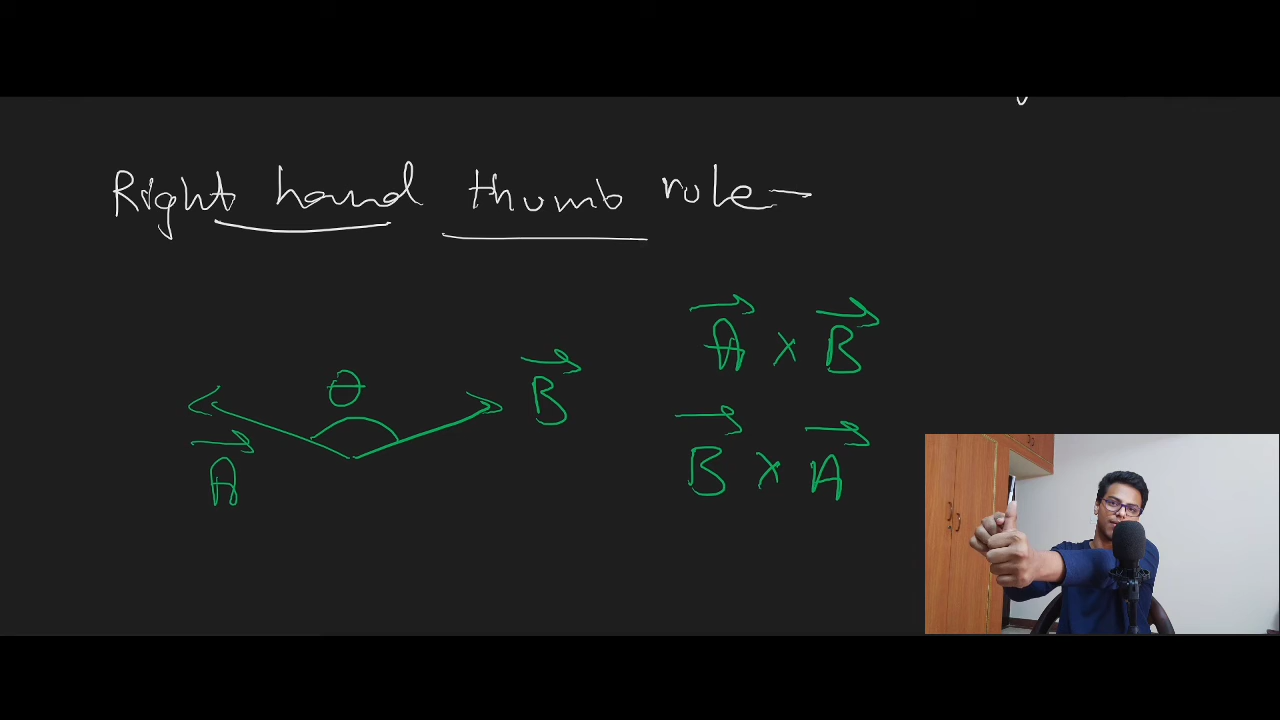 Right hand thumb rule -
A × B
θ
B
B × A
A